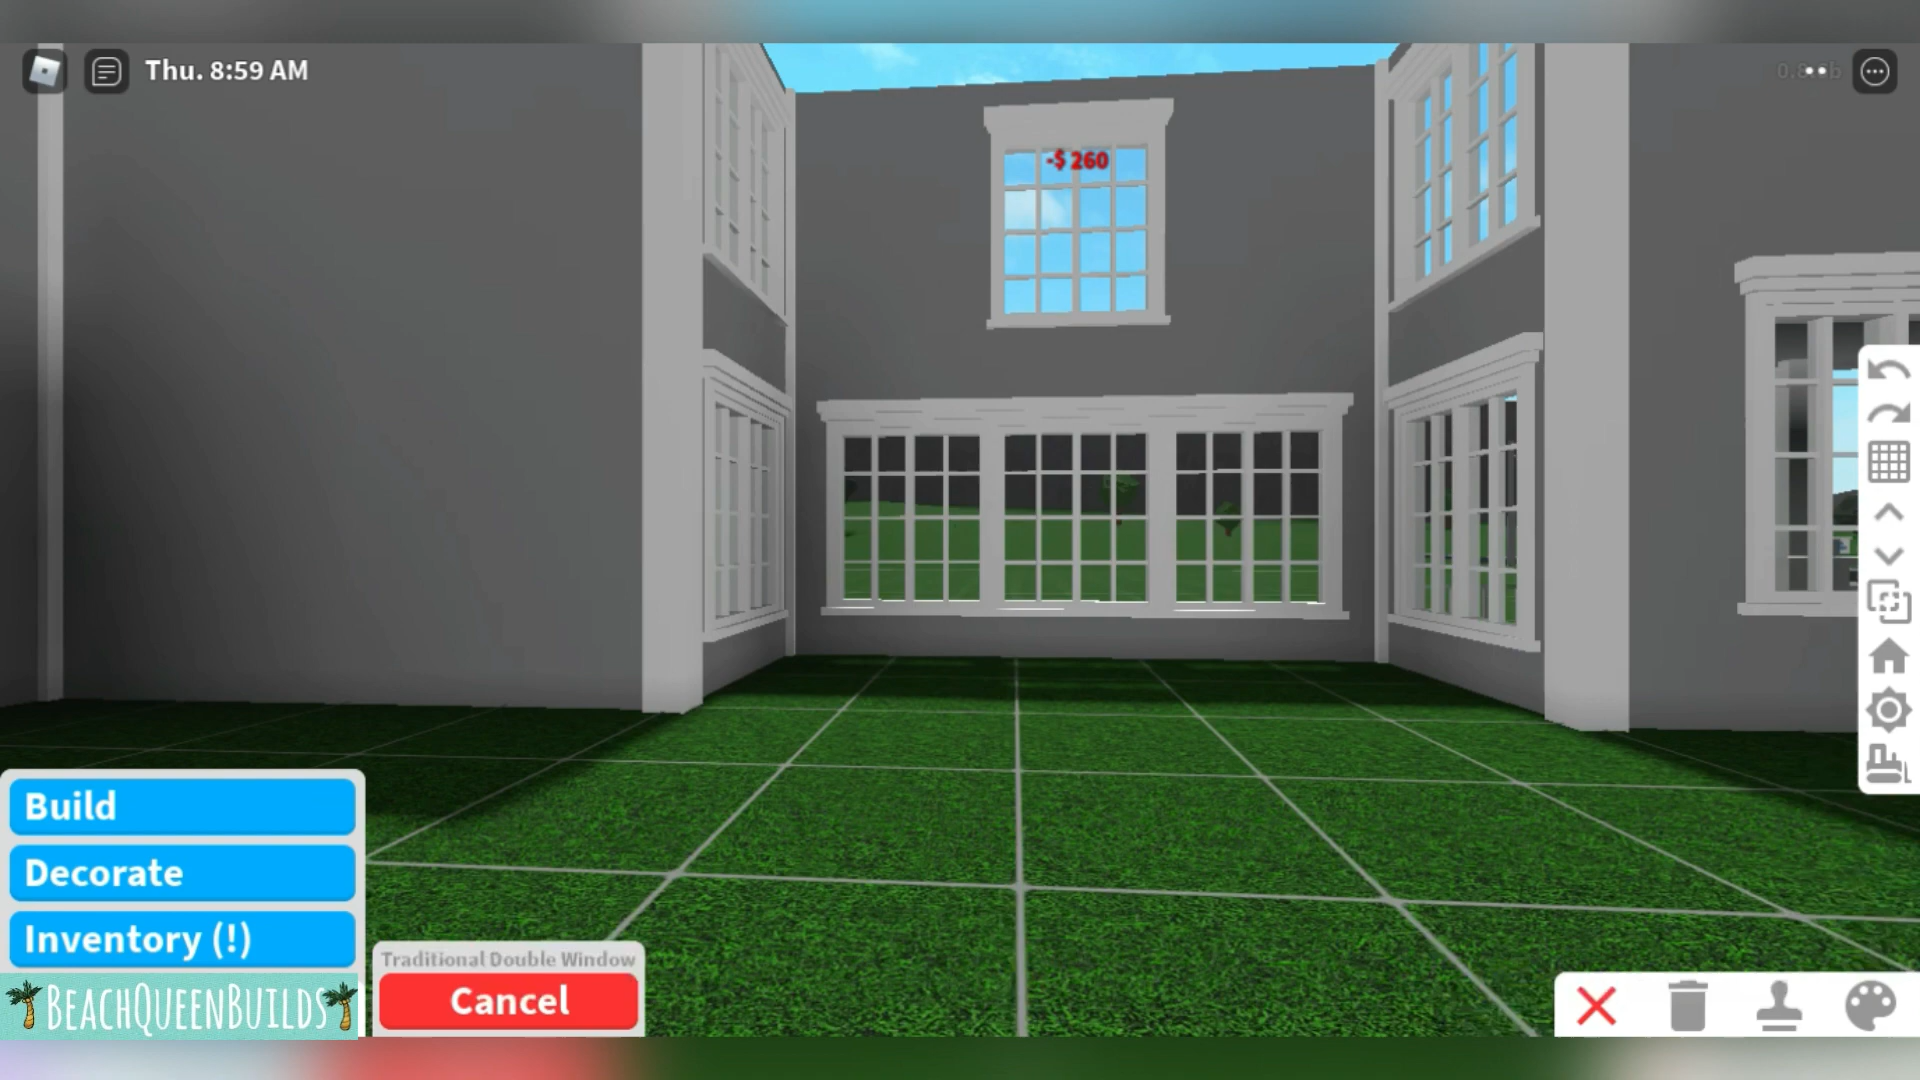 Thu. 8:59 AM
-$ 260
Build
Decorate
Inventory (!)
Traditional Double Window
Cancel
BEACHQUEENBUILDS